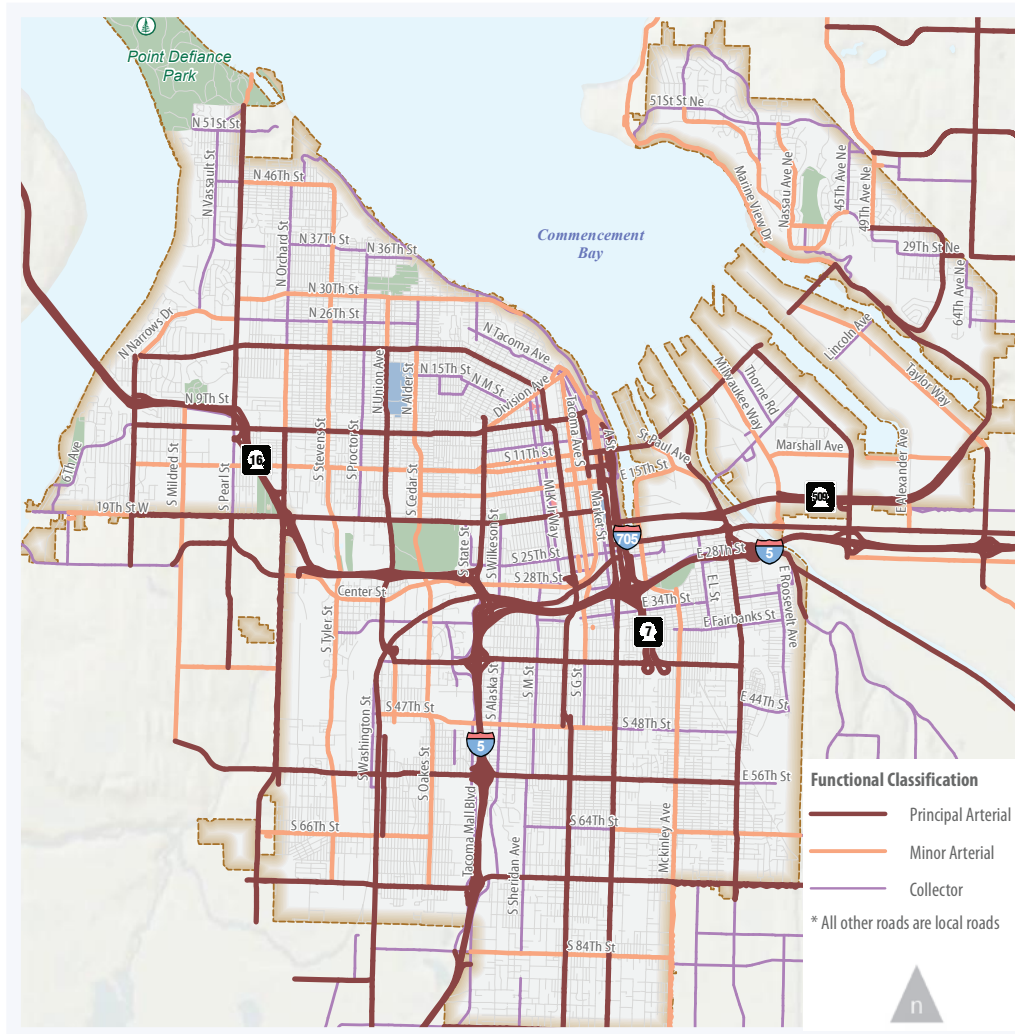 Point Defiance
Park
N 51St St
51St St Ne
N Vassault St
N 46Th St
Nassau Ave Ne
45Th Ave Ne
49Th Ave Ne
Marine View Dr
N Orchard St
N 37Th St
N 36Th St
Commencement
Bay
29Th St Ne
64Th Ave Ne
N 30Th St
N 26Th St
N Narrows Dr
N Tacoma Ave
Lincoln Ave
Taylor Way
N Union Ave
N Alder St
N 15Th St
N M St
Division Ave
Milwaukee Way
Thorne Rd
N 9Th St
Tacoma Ave S
A St
St Paul Ave
Marshall Ave
6Th Ave
S Mildred St
S Pearl St
16
S Stevens St
S Proctor St
S Cedar St
S 11Th St
E 15Th St
Mlk Jr Way
Market St
509
E Alexander Ave
19Th St W
S State St
S Wilkeson St
705
S 25Th St
E 28Th St
5
S 28Th St
Center St
E L St
E Roosevelt Ave
E 34Th St
S Tyler St
E Fairbanks St
7
S Alaska St
S M St
S G St
S Washington St
S 47Th St
S 48Th St
E 44Th St
5
S Oakes St
Tacoma Mall Blvd
E 56Th St
S 66Th St
S 64Th St
Mckinley Ave
S Sheridan Ave
S 84Th St
Functional Classification
Principal Arterial
Minor Arterial
Collector
* All other roads are local roads
n